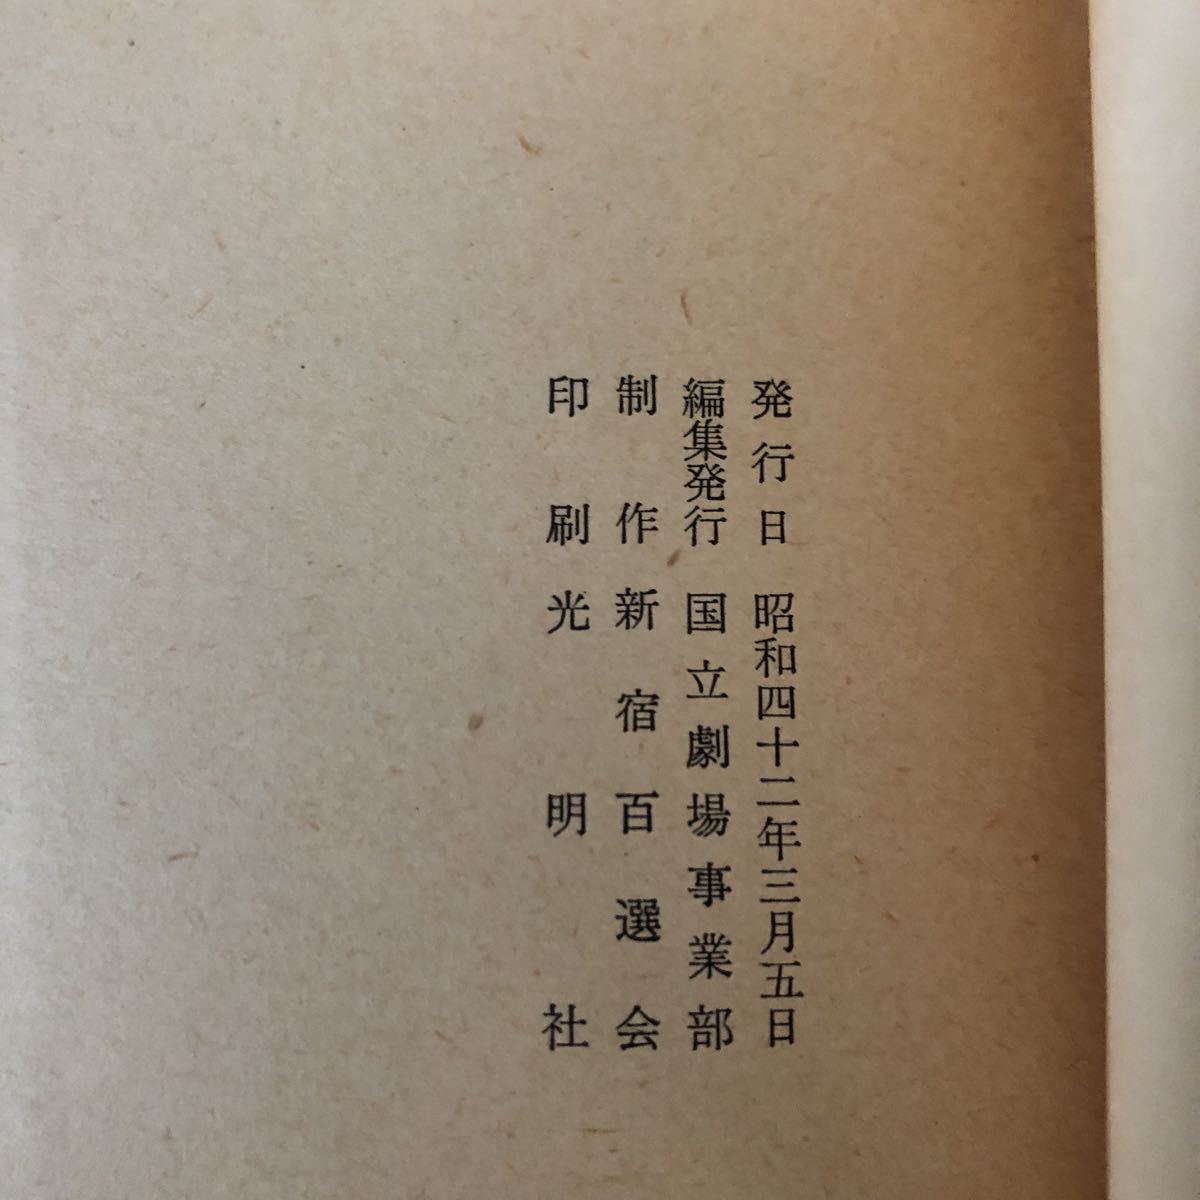 発行日 昭和四十二年三月五日
編集発行 国立劇場事業部
制作 新宿百選会
印刷 光明社